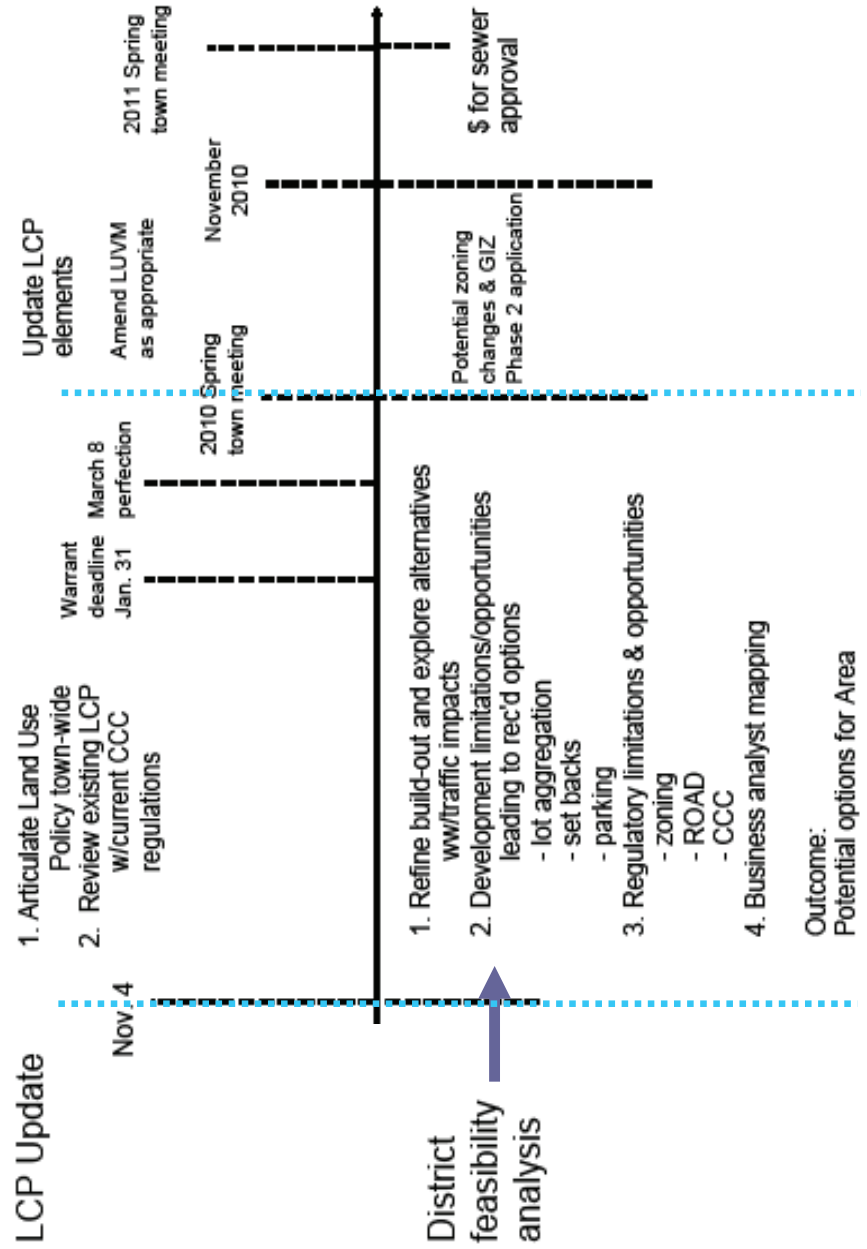 LCP Update
Nov. 4
1. Articulate Land Use
Policy town-wide
2. Review existing LCP
w/current CCC
regulations
Warrant
deadline
Jan. 31
March 8
perfection
2010 Spring
town meeting
Update LCP
elements
Amend LUVM
as appropriate
November
2010
2011 Spring
town meeting
District
feasibility
analysis
1. Refine build-out and explore alternatives
ww/traffic impacts
2. Development limitations/opportunities
leading to rec'd options
- lot aggregation
- set backs
- parking
3. Regulatory limitations & opportunities
- zoning
- ROAD
- CCC
4. Business analyst mapping
Outcome:
Potential options for Area
Potential zoning
changes & GIZ
Phase 2 application
$ for sewer
approval